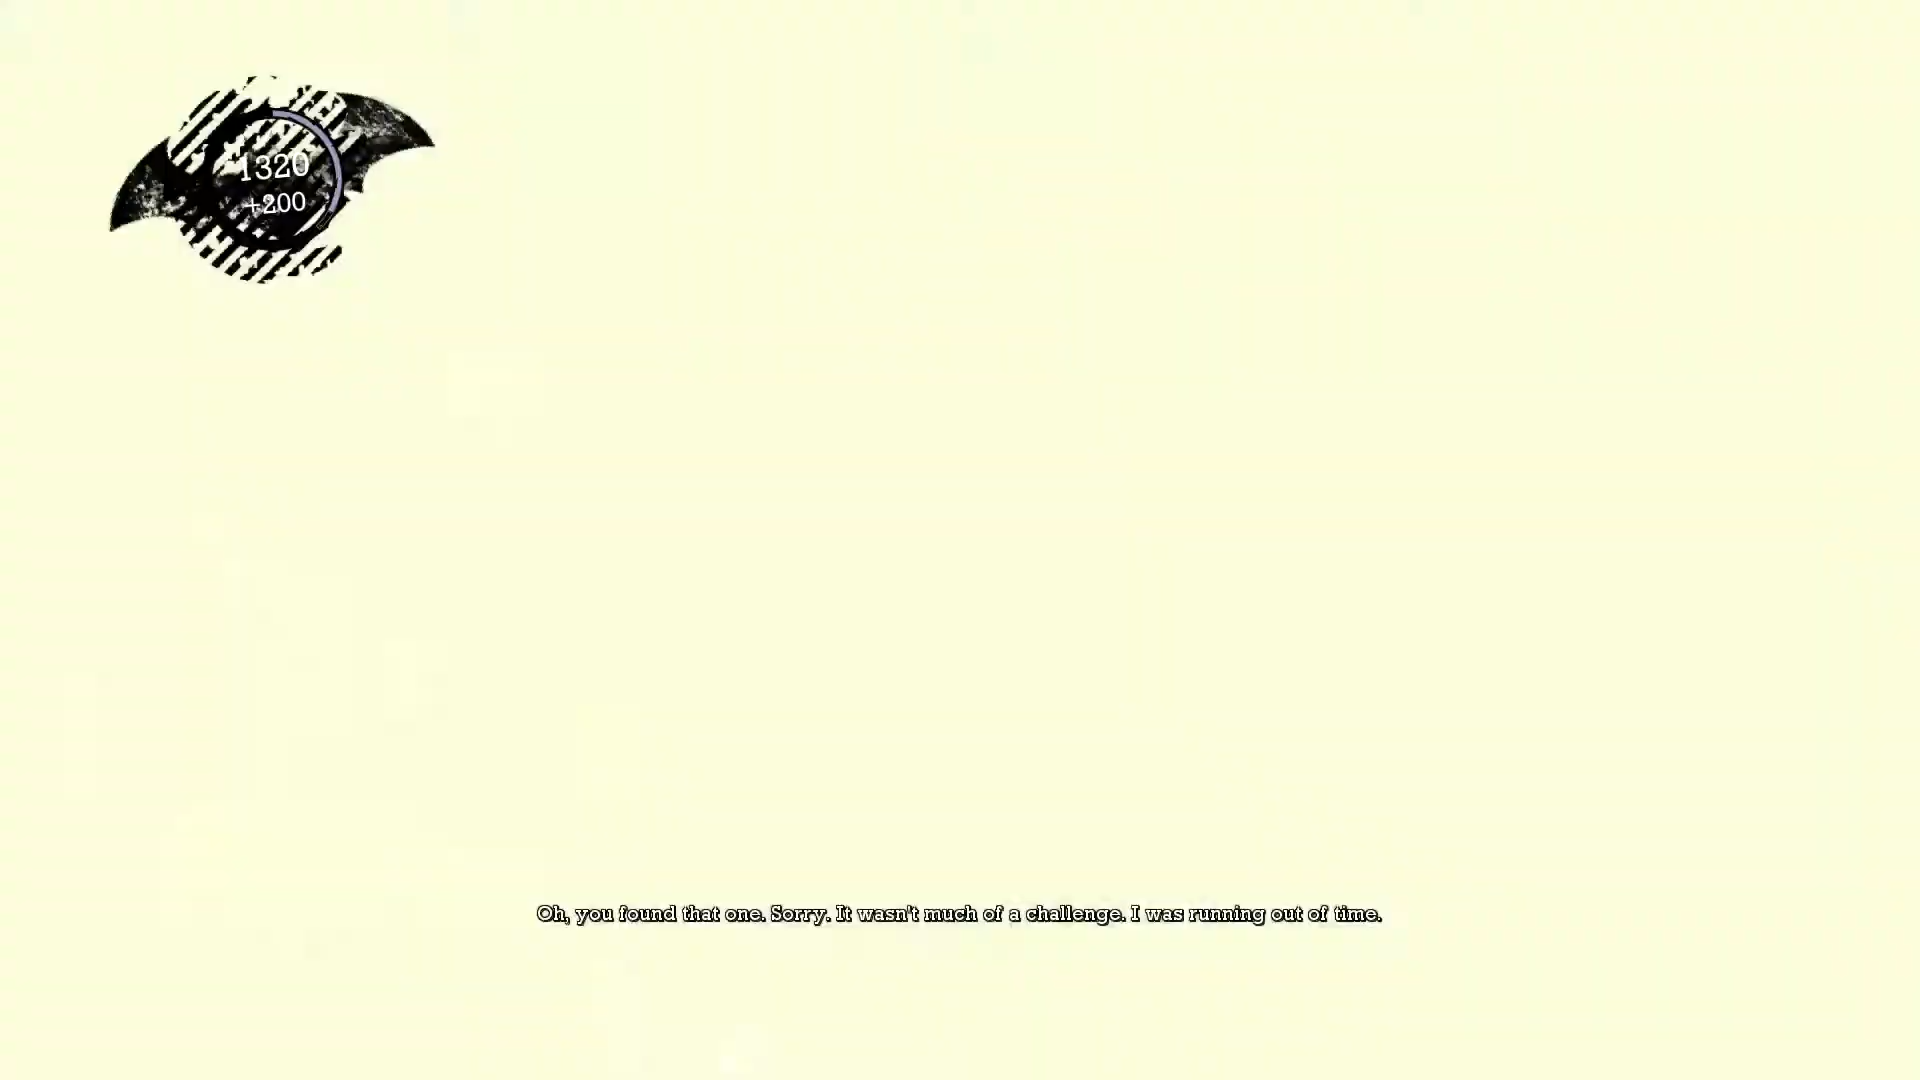 1320
+200
Oh, you found that one. Sorry. It wasn't much of a challenge. I was running out of time.